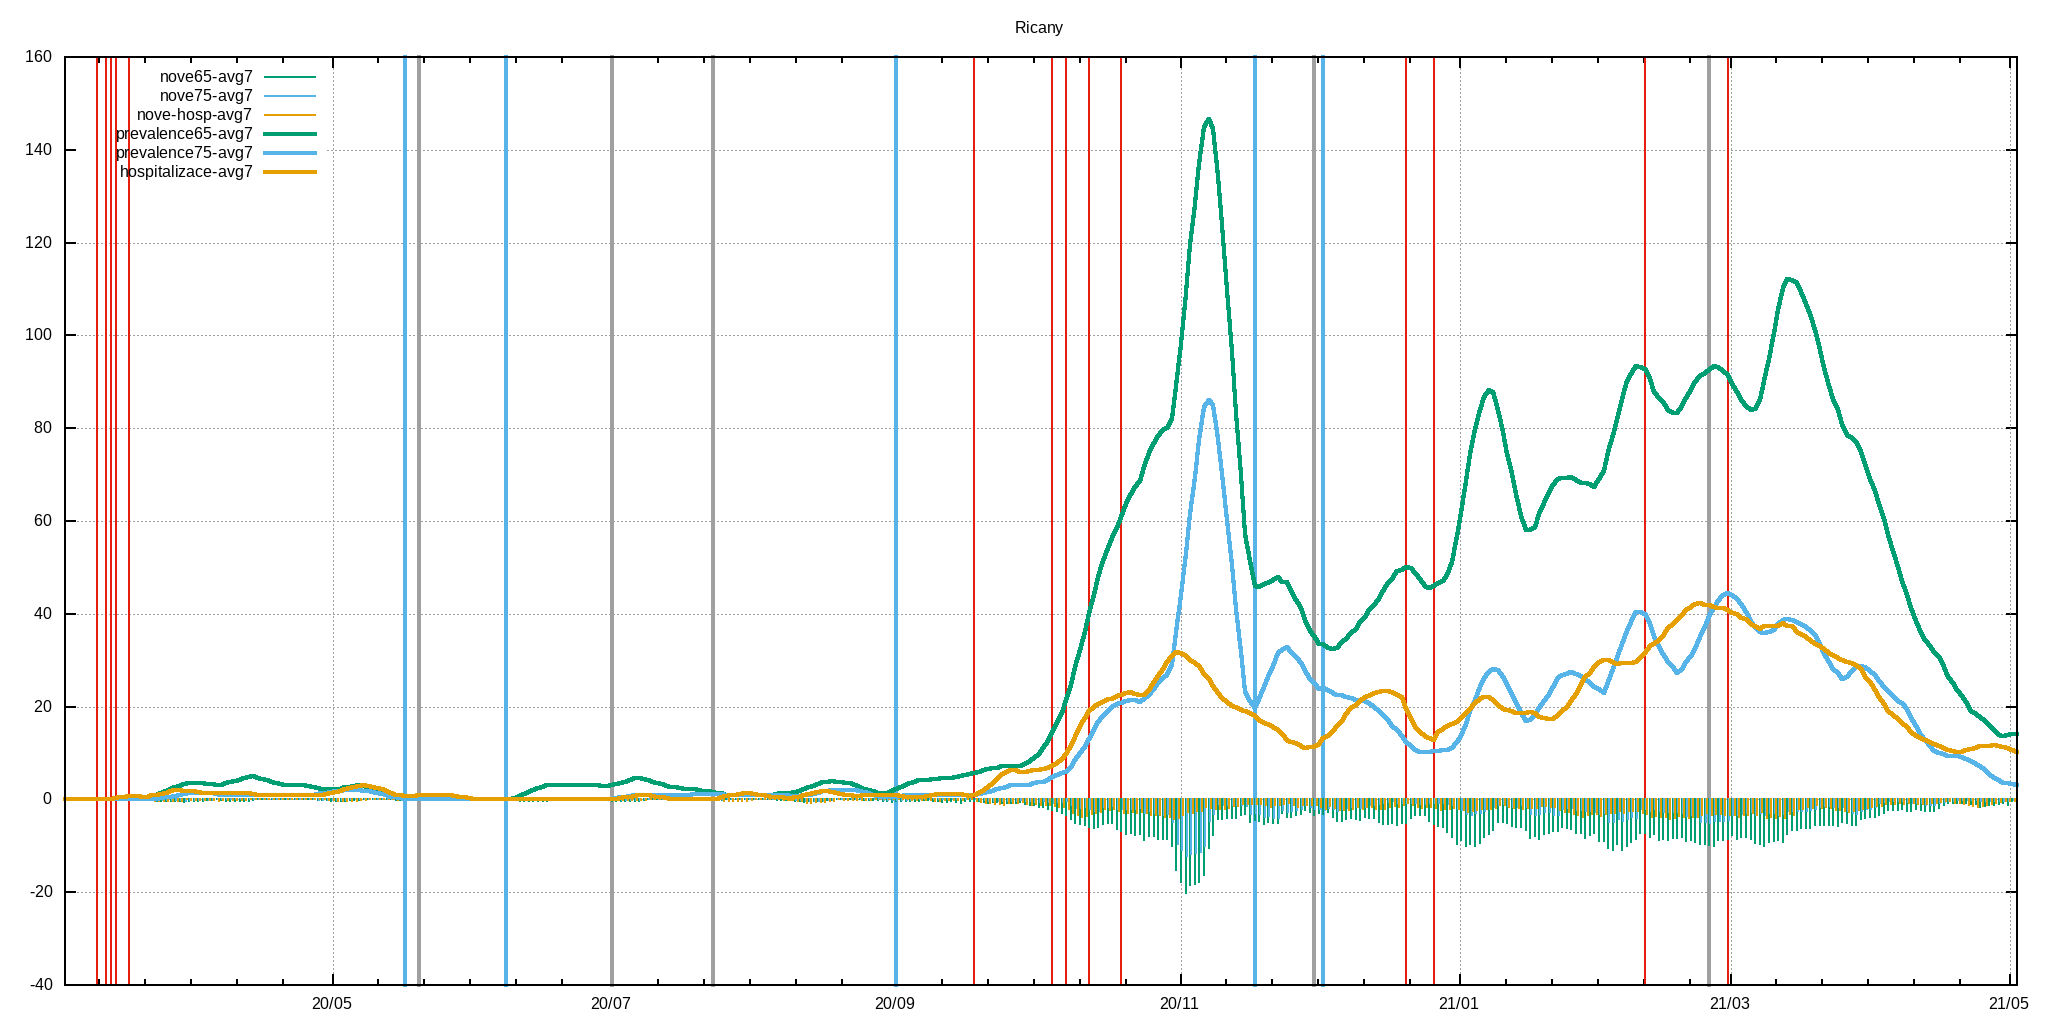 Ricany
160
nove65-avg7
nove75-avg7
nove-hosp-avg7
prevalence65-avg7
prevalence75-avg7
hospitalizace-avg7
140
120
100
80
60
40
20
0
-20
-40
20/05 20/07 20/09 20/11 21/01 21/03 21/05